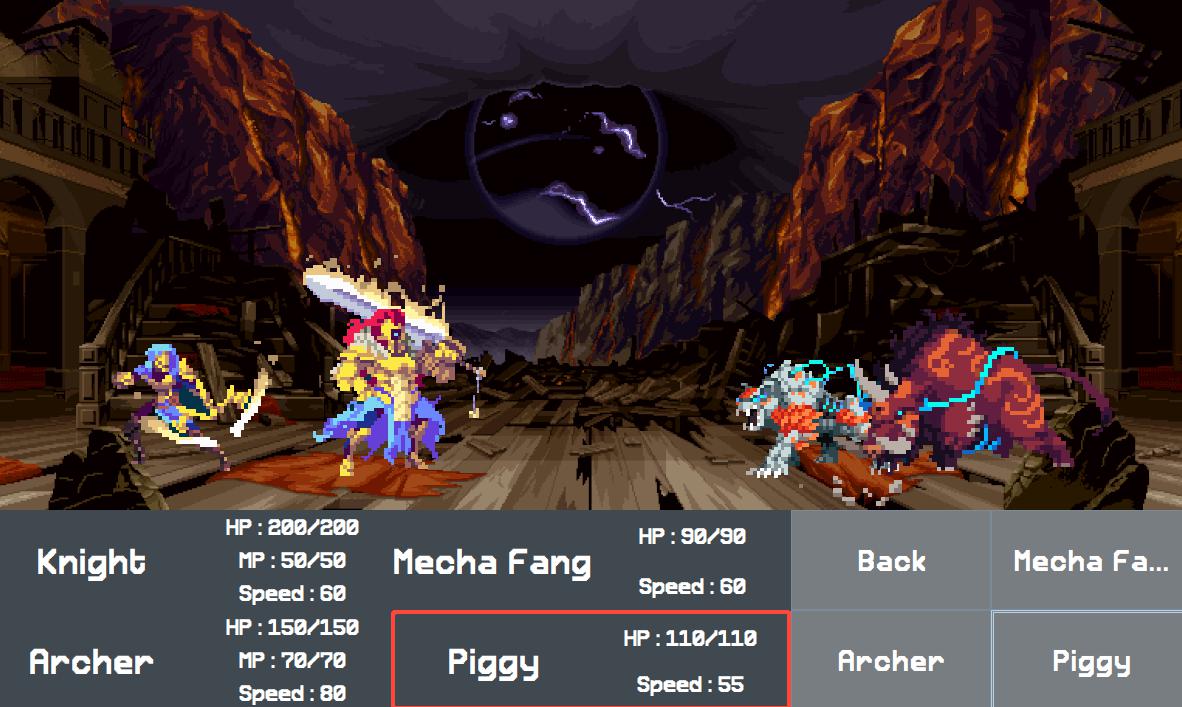 Knight
HP : 200/200
MP : 50/50
Speed : 60
Mecha Fang
HP : 90/90
Speed : 60
Back
Mecha Fa...
Archer
HP : 150/150
MP : 70/70
Speed : 80
Piggy
HP : 110/110
Speed : 55
Archer
Piggy